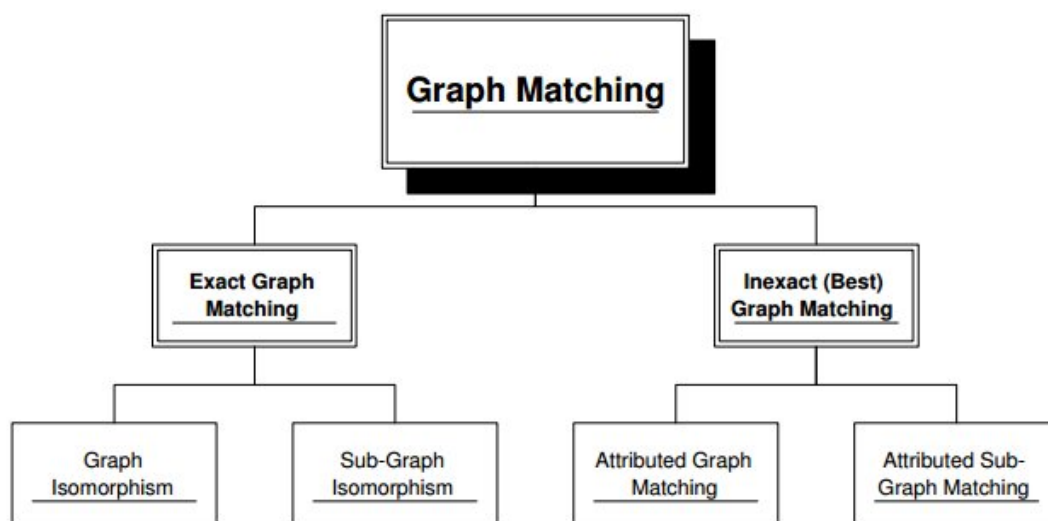 Graph Matching
Exact Graph
Matching
Inexact (Best)
Graph Matching
Graph
Isomorphism
Sub-Graph
Isomorphism
Attributed Graph
Matching
Attributed Sub-
Graph Matching